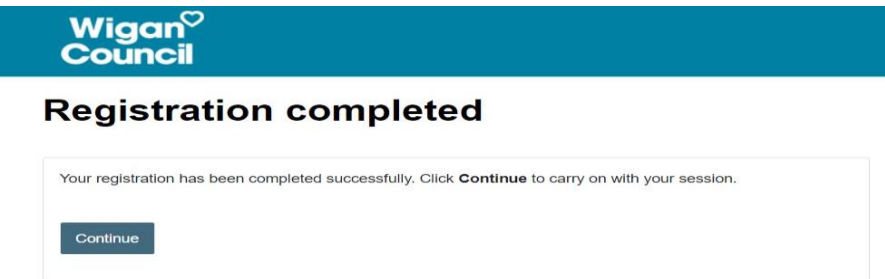 Wigan
Council
Registration completed
Your registration has been completed successfully. Click Continue to carry on with your session.
Continue